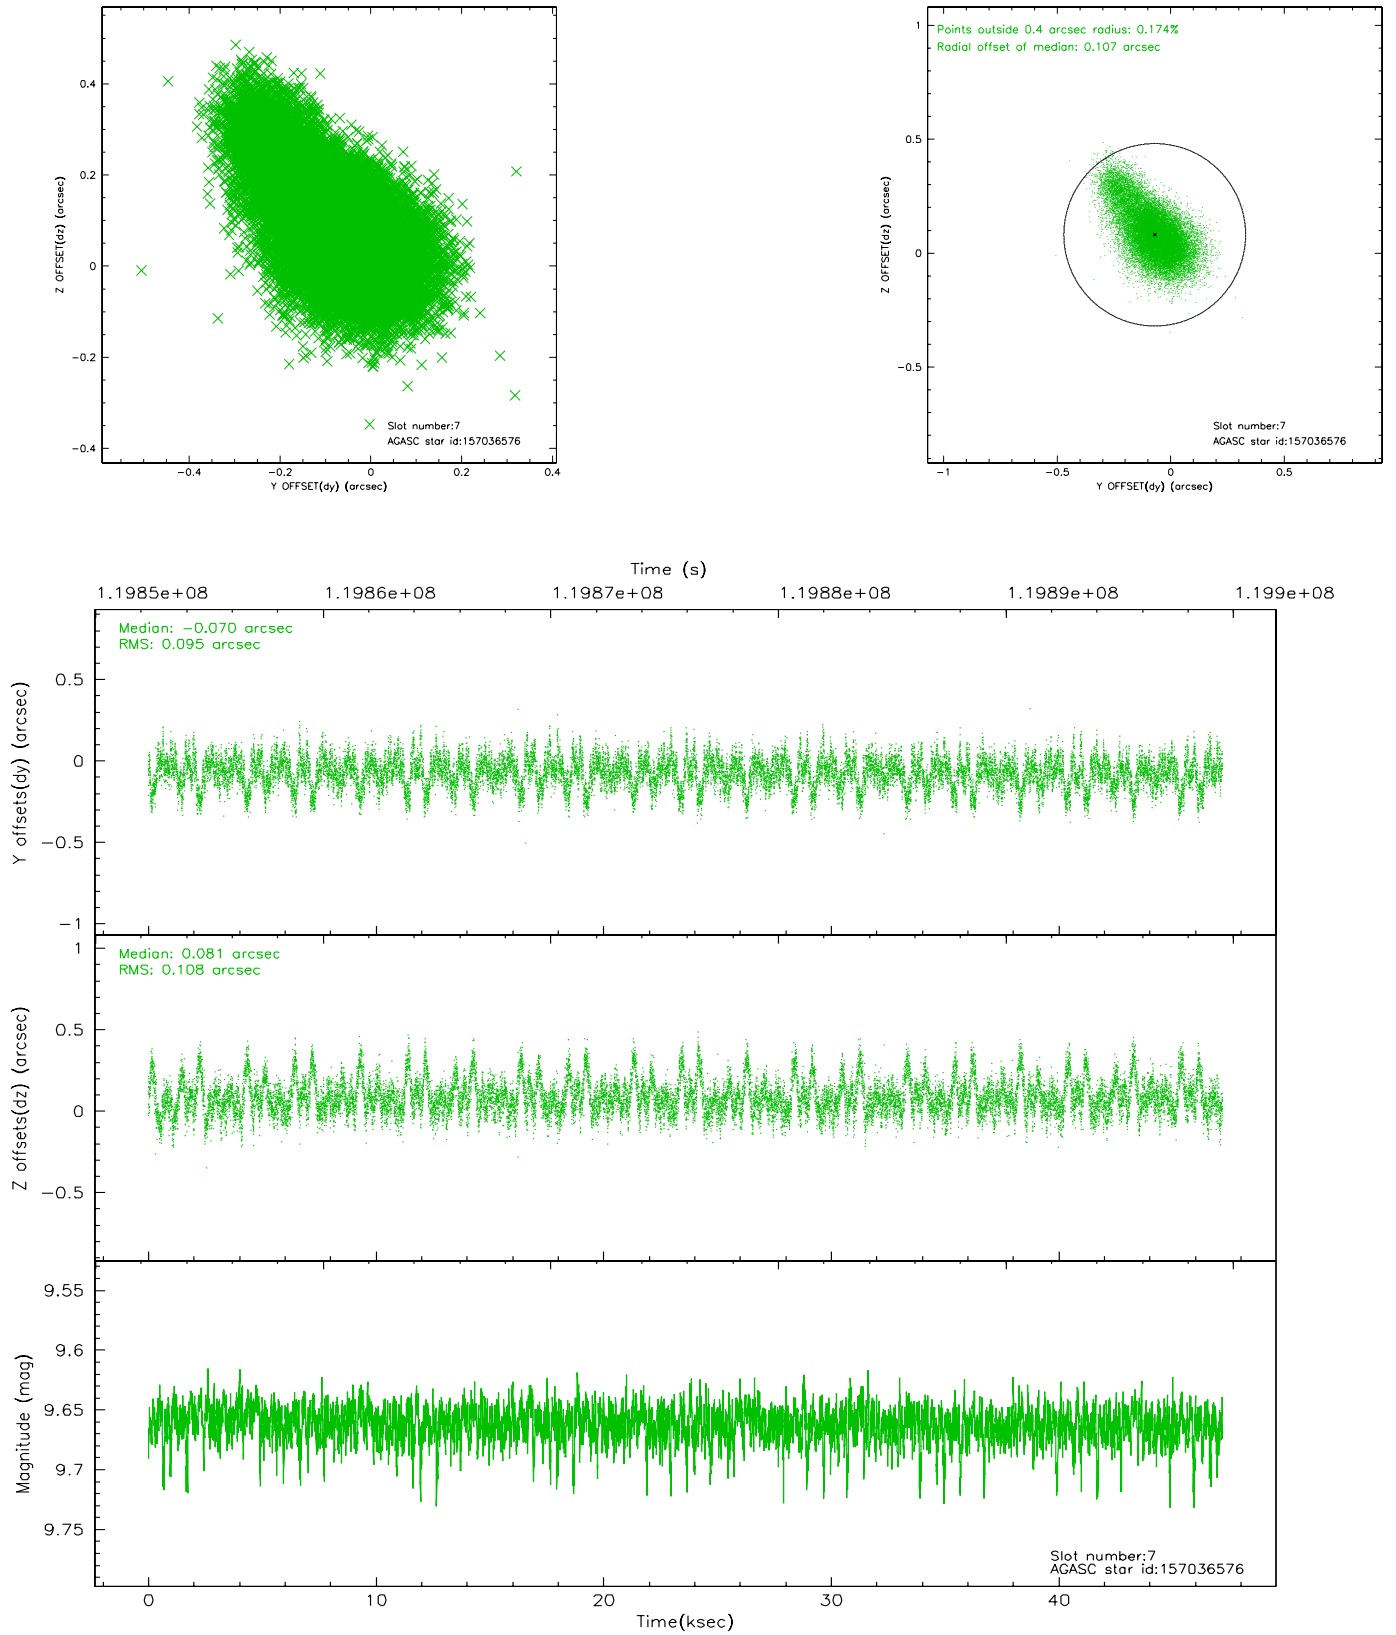 0.4
0.2
0
−0.2
−0.4
Z OFFSET(dz) (arcsec)
Slot number:7
AGASC star id:157036576
−0.4
−0.2
0
0.2
0.4
Y OFFSET(dy) (arcsec)
Points outside 0.4 arcsec radius: 0.174%
Radial offset of median: 0.107 arcsec
1
0.5
0
−0.5
Z OFFSET(dz) (arcsec)
Slot number:7
AGASC star id:157036576
−1
−0.5
0
0.5
Y OFFSET(dy) (arcsec)
Time (s)
1.1985e+08
1.1986e+08
1.1987e+08
1.1988e+08
1.1989e+08
1.199e+08
Median: −0.070 arcsec
RMS: 0.095 arcsec
0.5
0
−0.5
−1
Y offsets(dy) (arcsec)
Median: 0.081 arcsec
RMS: 0.108 arcsec
1
0.5
0
−0.5
Z offsets(dz) (arcsec)
9.55
9.6
9.65
9.7
9.75
Magnitude (mag)
Slot number:7
AGASC star id:157036576
0
10
20
30
40
Time(ksec)